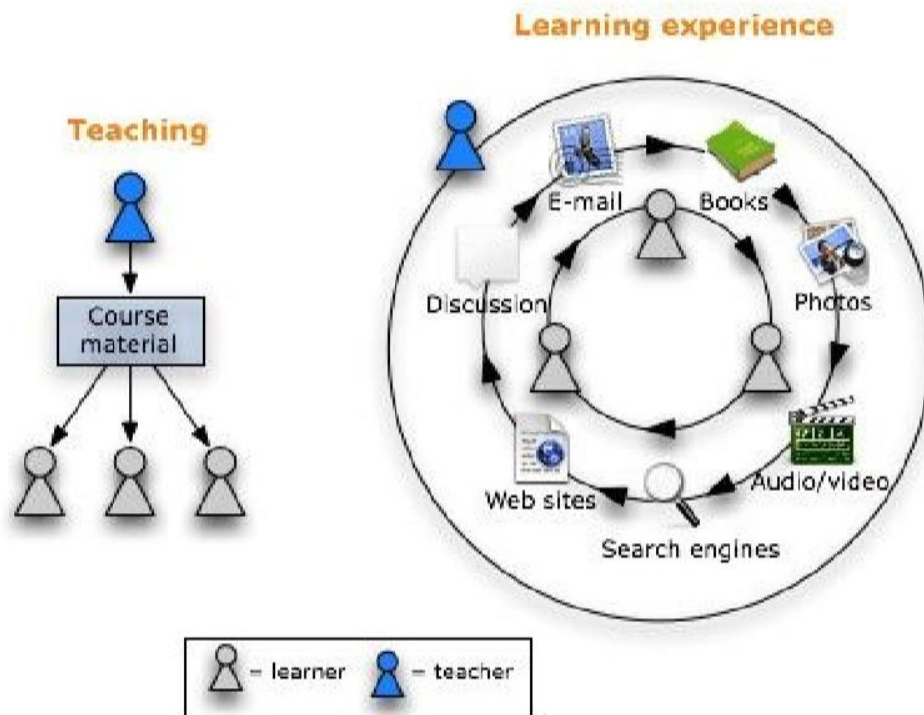 Learning experience
Teaching
E-mail
Books
Discussion
Photos
Course
material
Web sites
Audio/video
Search engines
= learner
= teacher